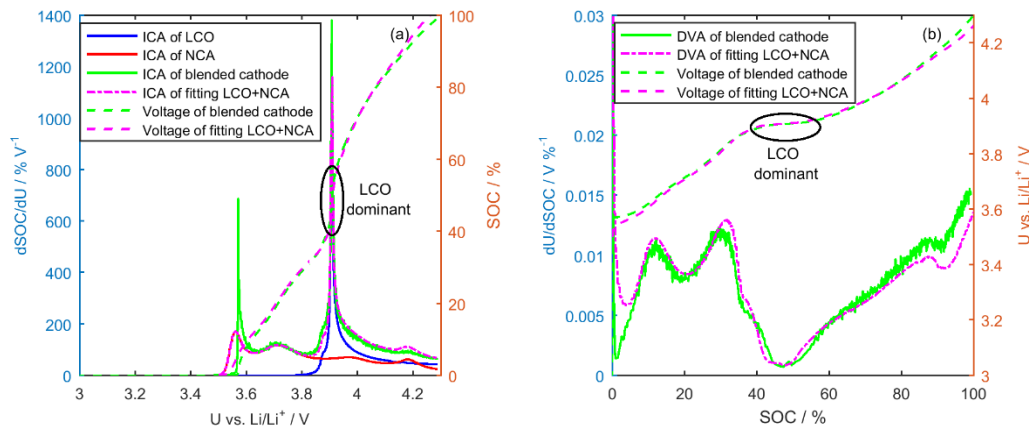 (a)
ICA of LCO
ICA of NCA
ICA of blended cathode
ICA of fitting LCO+NCA
Voltage of blended cathode
Voltage of fitting LCO+NCA
LCO
dominant
1400
1200
1000
800
600
400
200
0
dSOC/dU / % V⁻¹
100
80
60
40
20
0
SOC / %
3
3.2
3.4
3.6
3.8
4
4.2
U vs. Li/Li⁺ / V
(b)
DVA of blended cathode
DVA of fitting LCO+NCA
Voltage of blended cathode
Voltage of fitting LCO+NCA
LCO
dominant
0.03
0.025
0.02
0.015
0.01
0.005
0
dU/dSOC / V %⁻¹
4.2
4
3.8
3.6
3.4
3.2
3
U vs. Li/Li⁺ / V
0
20
40
60
80
100
SOC / %